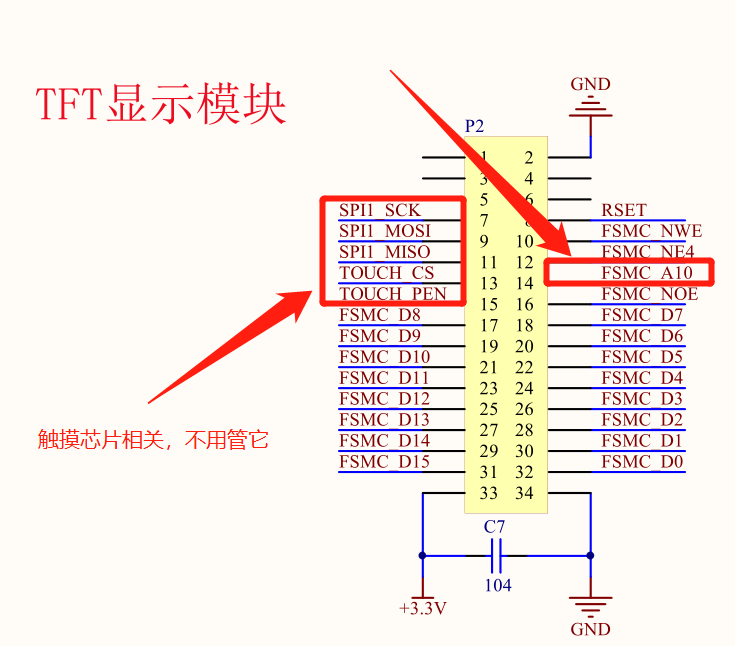 GND
TFT显示模块
P2
1 2
3 4
5 6
SPI1_SCK 7 8 RSET
SPI1_MOSI 9 10 FSMC_NWE
SPI1_MISO 11 12 FSMC_NE4
TOUCH_CS 13 14 FSMC_A10
TOUCH_PEN 15 16 FSMC_NOE
FSMC_D8 17 18 FSMC_D7
FSMC_D9 19 20 FSMC_D6
FSMC_D10 21 22 FSMC_D5
FSMC_D11 23 24 FSMC_D4
FSMC_D12 25 26 FSMC_D3
FSMC_D13 27 28 FSMC_D2
FSMC_D14 29 30 FSMC_D1
FSMC_D15 31 32 FSMC_D0
33 34
触摸芯片相关，不用管它
C7
104
+3.3V
GND